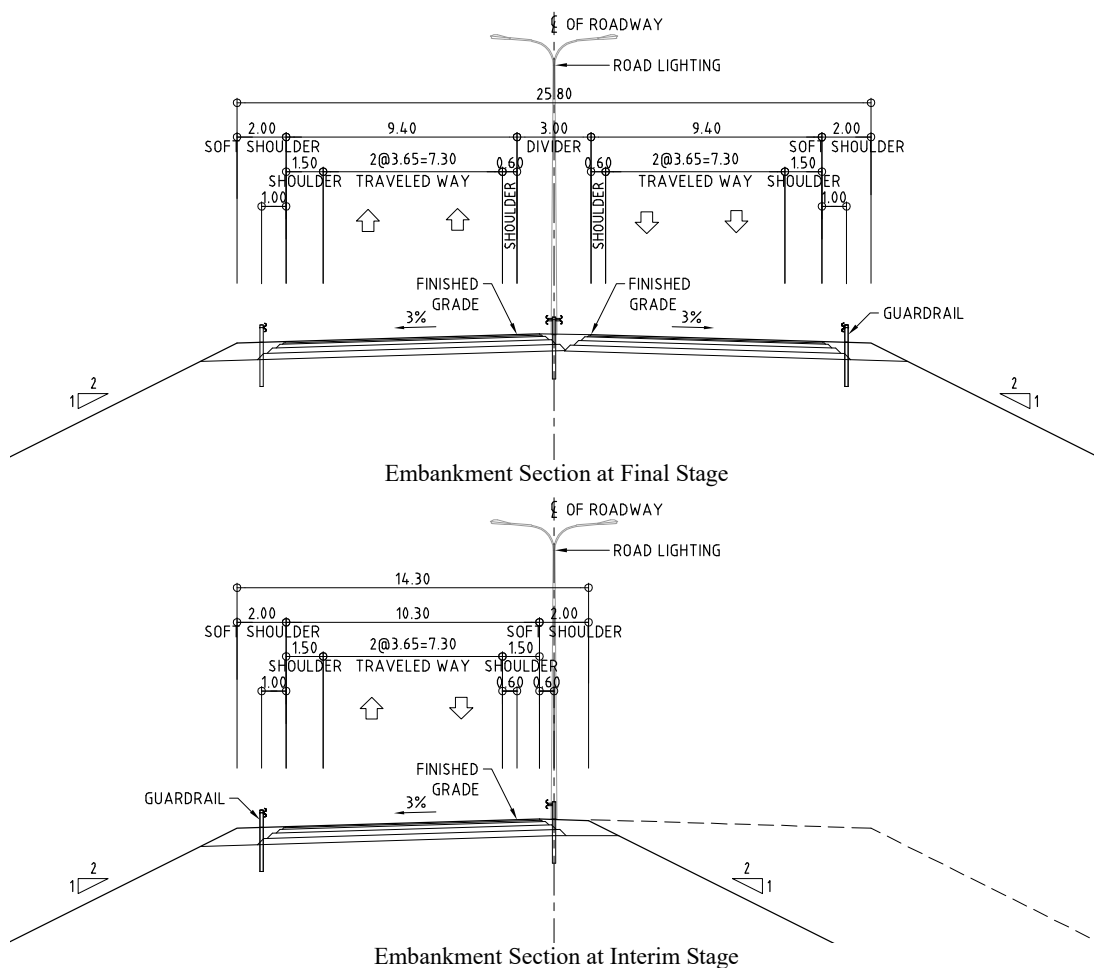 ℄ OF ROADWAY
ROAD LIGHTING
25.80
2.00 9.40 3.00 9.40 2.00
SOFT SHOULDER DIVIDER SOFT SHOULDER
1.50 2@3.65=7.30 0.60 0.60 2@3.65=7.30 1.50
SHOULDER TRAVELED WAY SHOULDER SHOULDER TRAVELED WAY SHOULDER
1.00 1.00
FINISHED FINISHED
GRADE GRADE
3% 3% GUARDRAIL
2 2
1 1
Embankment Section at Final Stage
℄ OF ROADWAY
ROAD LIGHTING
14.30
2.00 10.30 2.00
SOFT SHOULDER SOFT SHOULDER
1.50 2@3.65=7.30 1.50
SHOULDER TRAVELED WAY SHOULDER
1.00 0.60 0.60
FINISHED
GRADE
GUARDRAIL 3%
2 2
1 1
Embankment Section at Interim Stage